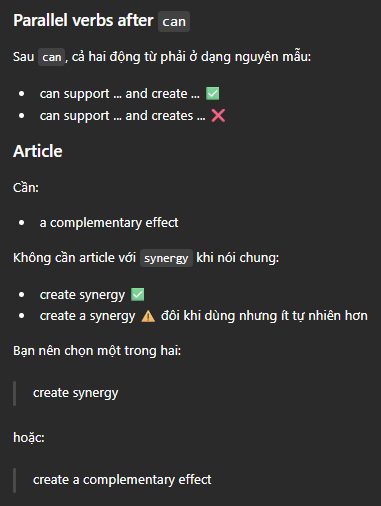 Parallel verbs after can
Sau can, cả hai động từ phải ở dạng nguyên mẫu:
• can support ... and create ... ✅
• can support ... and creates ... ❌
Article
Cần:
• a complementary effect
Không cần article với synergy khi nói chung:
• create synergy ✅
• create a synergy ⚠️ đôi khi dùng nhưng ít tự nhiên hơn
Bạn nên chọn một trong hai:
create synergy
hoặc:
create a complementary effect